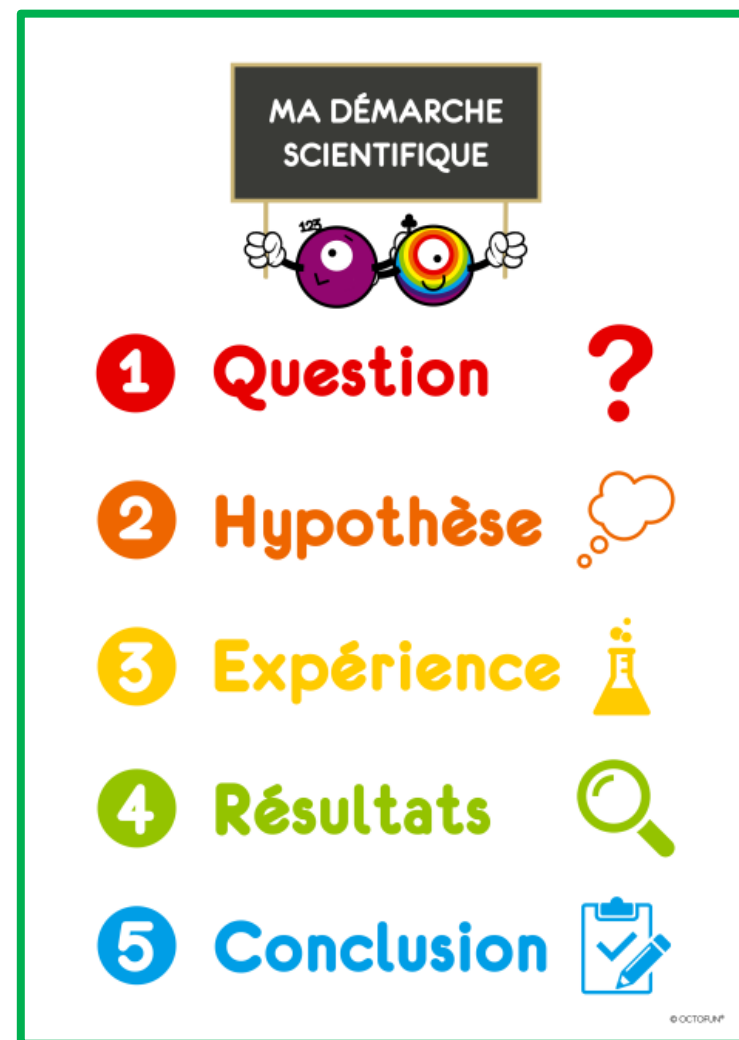 MA DÉMARCHE
SCIENTIFIQUE
123
1 Question ?
2 Hypothèse
3 Expérience
4 Résultats
5 Conclusion
© OCTOFUN®